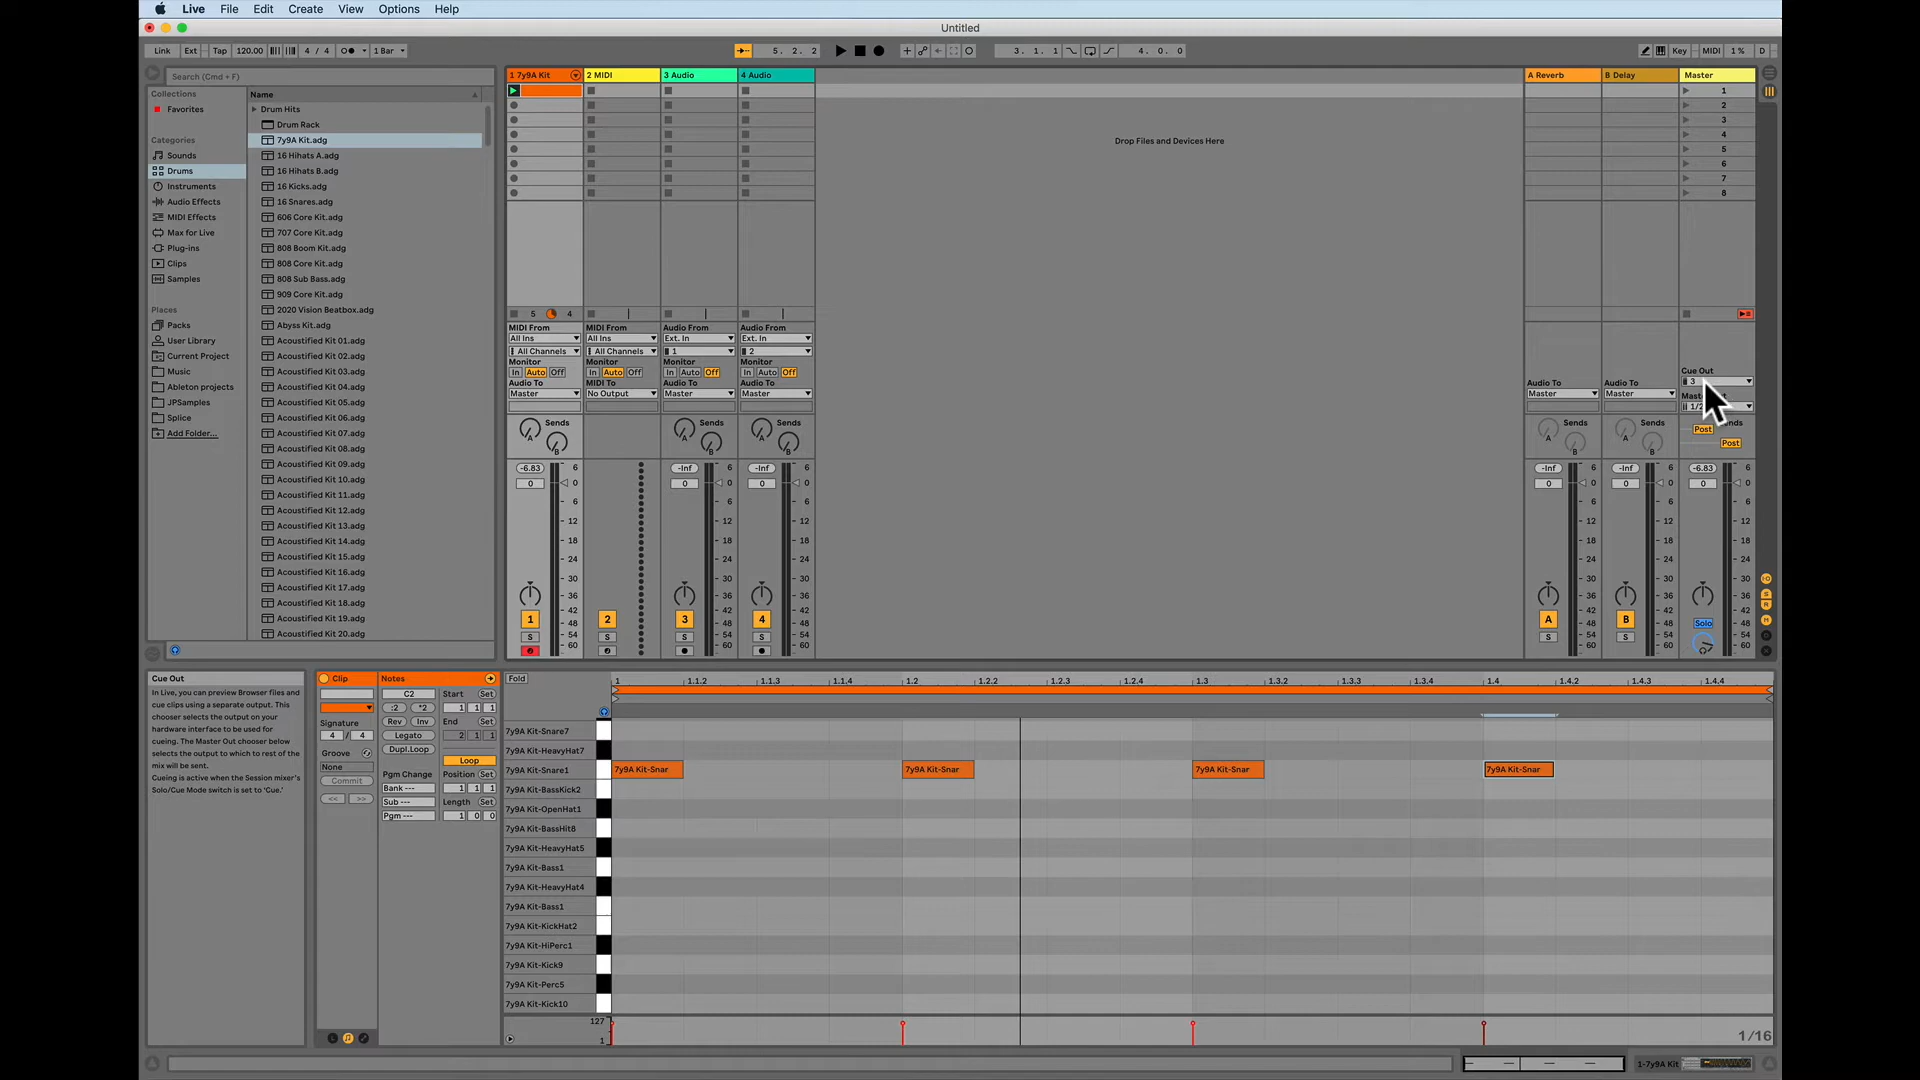 Live File Edit Create View Options Help
Untitled
Link Ext Tap 120.00 4 / 4 1 Bar 5. 2. 2 3. 1. 1 4. 0. 0 Key MIDI 1 % D
Search (Cmd + F)
Collections
Favorites
Categories
Sounds
Drums
Instruments
Audio Effects
MIDI Effects
Max for Live
Plug-ins
Clips
Samples
Places
Packs
User Library
Current Project
Music
Ableton projects
JPSamples
Splice
Add Folder...
Name
Drum Hits
Drum Rack
7y9A Kit.adg
16 Hihats A.adg
16 Hihats B.adg
16 Kicks.adg
16 Snares.adg
606 Core Kit.adg
707 Core Kit.adg
808 Boom Kit.adg
808 Core Kit.adg
808 Sub Bass.adg
909 Core Kit.adg
2020 Vision Beatbox.adg
Abyss Kit.adg
Acoustified Kit 01.adg
Acoustified Kit 02.adg
Acoustified Kit 03.adg
Acoustified Kit 04.adg
Acoustified Kit 05.adg
Acoustified Kit 06.adg
Acoustified Kit 07.adg
Acoustified Kit 08.adg
Acoustified Kit 09.adg
Acoustified Kit 10.adg
Acoustified Kit 11.adg
Acoustified Kit 12.adg
Acoustified Kit 13.adg
Acoustified Kit 14.adg
Acoustified Kit 15.adg
Acoustified Kit 16.adg
Acoustified Kit 17.adg
Acoustified Kit 18.adg
Acoustified Kit 19.adg
Acoustified Kit 20.adg
1 7y9A Kit 2 MIDI 3 Audio 4 Audio A Reverb B Delay Master
1
2
3
4
5
6
7
8
Drop Files and Devices Here
5 4
MIDI From MIDI From Audio From Audio From
All Ins All Ins Ext. In Ext. In
All Channels All Channels 1 2
Monitor Monitor Monitor Monitor
In Auto Off In Auto Off In Auto Off In Auto Off
Audio To MIDI To Audio To Audio To Audio To Audio To
Master No Output Master Master Master Master
Cue Out
3
1/2
Sends Sends Sends Sends Sends
A B A B A B A B A B
Post
Post
-6.83 -Inf -Inf -Inf -Inf -6.83
0 0 0 0 0 0
6 6 6 6 6 6
0 0 0 0 0 0
6 6 6 6 6 6
12 12 12 12 12 12
18 18 18 18 18 18
24 24 24 24 24 24
30 30 30 30 30 30
36 36 36 36 36 36
42 42 42 42 42 42
48 48 48 48 48 48
54 54 54 54 54 54
60 60 60 60 60 60
1 2 3 4 A B Solo
S S S S S S
Cue Out
In Live, you can preview Browser files and
cue clips using a separate output. This
chooser selects the output on your
hardware interface to be used for
cueing. The Master Out chooser below
selects the output to which to rest of the
mix will be sent.
Cueing is active when the Session mixer's
Solo/Cue Mode switch is set to 'Cue.'
Clip
Signature
4 / 4
Groove
None
Commit
<< >>
Notes
C2
:2 *2
Rev Inv
Legato
Dupl.Loop
Pgm Change
Bank ---
Sub ---
Pgm ---
Start Set
1 1 1
End Set
2 1 1
Loop
Position Set
1 1 1
Length Set
1 0 0
Fold
1 1.1.2 1.1.3 1.1.4 1.2 1.2.2 1.2.3 1.2.4 1.3 1.3.2 1.3.3 1.3.4 1.4 1.4.2 1.4.3 1.4.4
7y9A Kit-Snare7
7y9A Kit-HeavyHat7
7y9A Kit-Snare1 7y9A Kit-Snar 7y9A Kit-Snar 7y9A Kit-Snar 7y9A Kit-Snar
7y9A Kit-BassKick2
7y9A Kit-OpenHat1
7y9A Kit-BassHit8
7y9A Kit-HeavyHat5
7y9A Kit-Bass1
7y9A Kit-HeavyHat4
7y9A Kit-Bass1
7y9A Kit-KickHat2
7y9A Kit-HiPerc1
7y9A Kit-Kick9
7y9A Kit-Perc5
7y9A Kit-Kick10
127
1
1/16
1-7y9A Kit